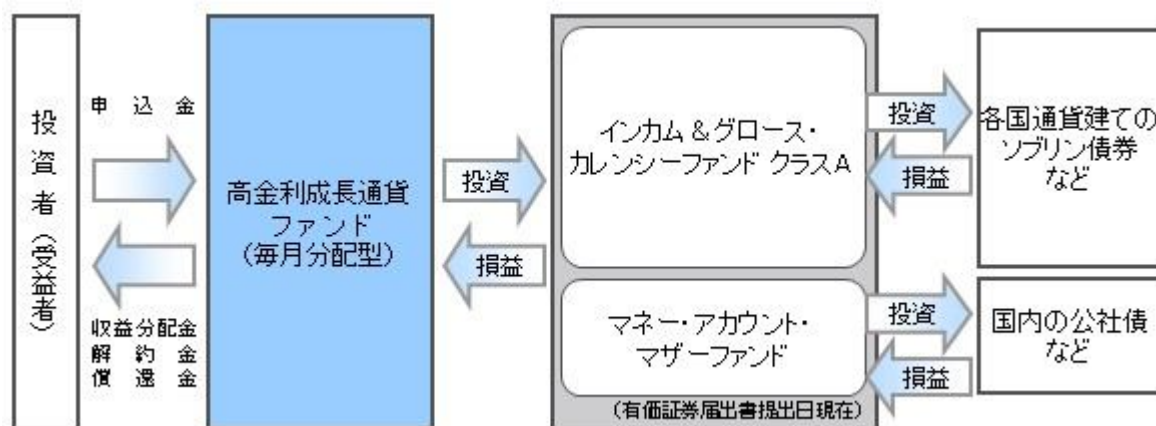 投資者(受益者)
申込金
収益分配金
解約金
償還金
高金利成長通貨
ファンド
(毎月分配型)
投資
損益
インカム&グロース・
カレンシーファンド クラスA
マネー・アカウント・
マザーファンド
(有価証券届出書提出日現在)
投資
損益
各国通貨建ての
ソブリン債券
など
投資
損益
国内の公社債
など